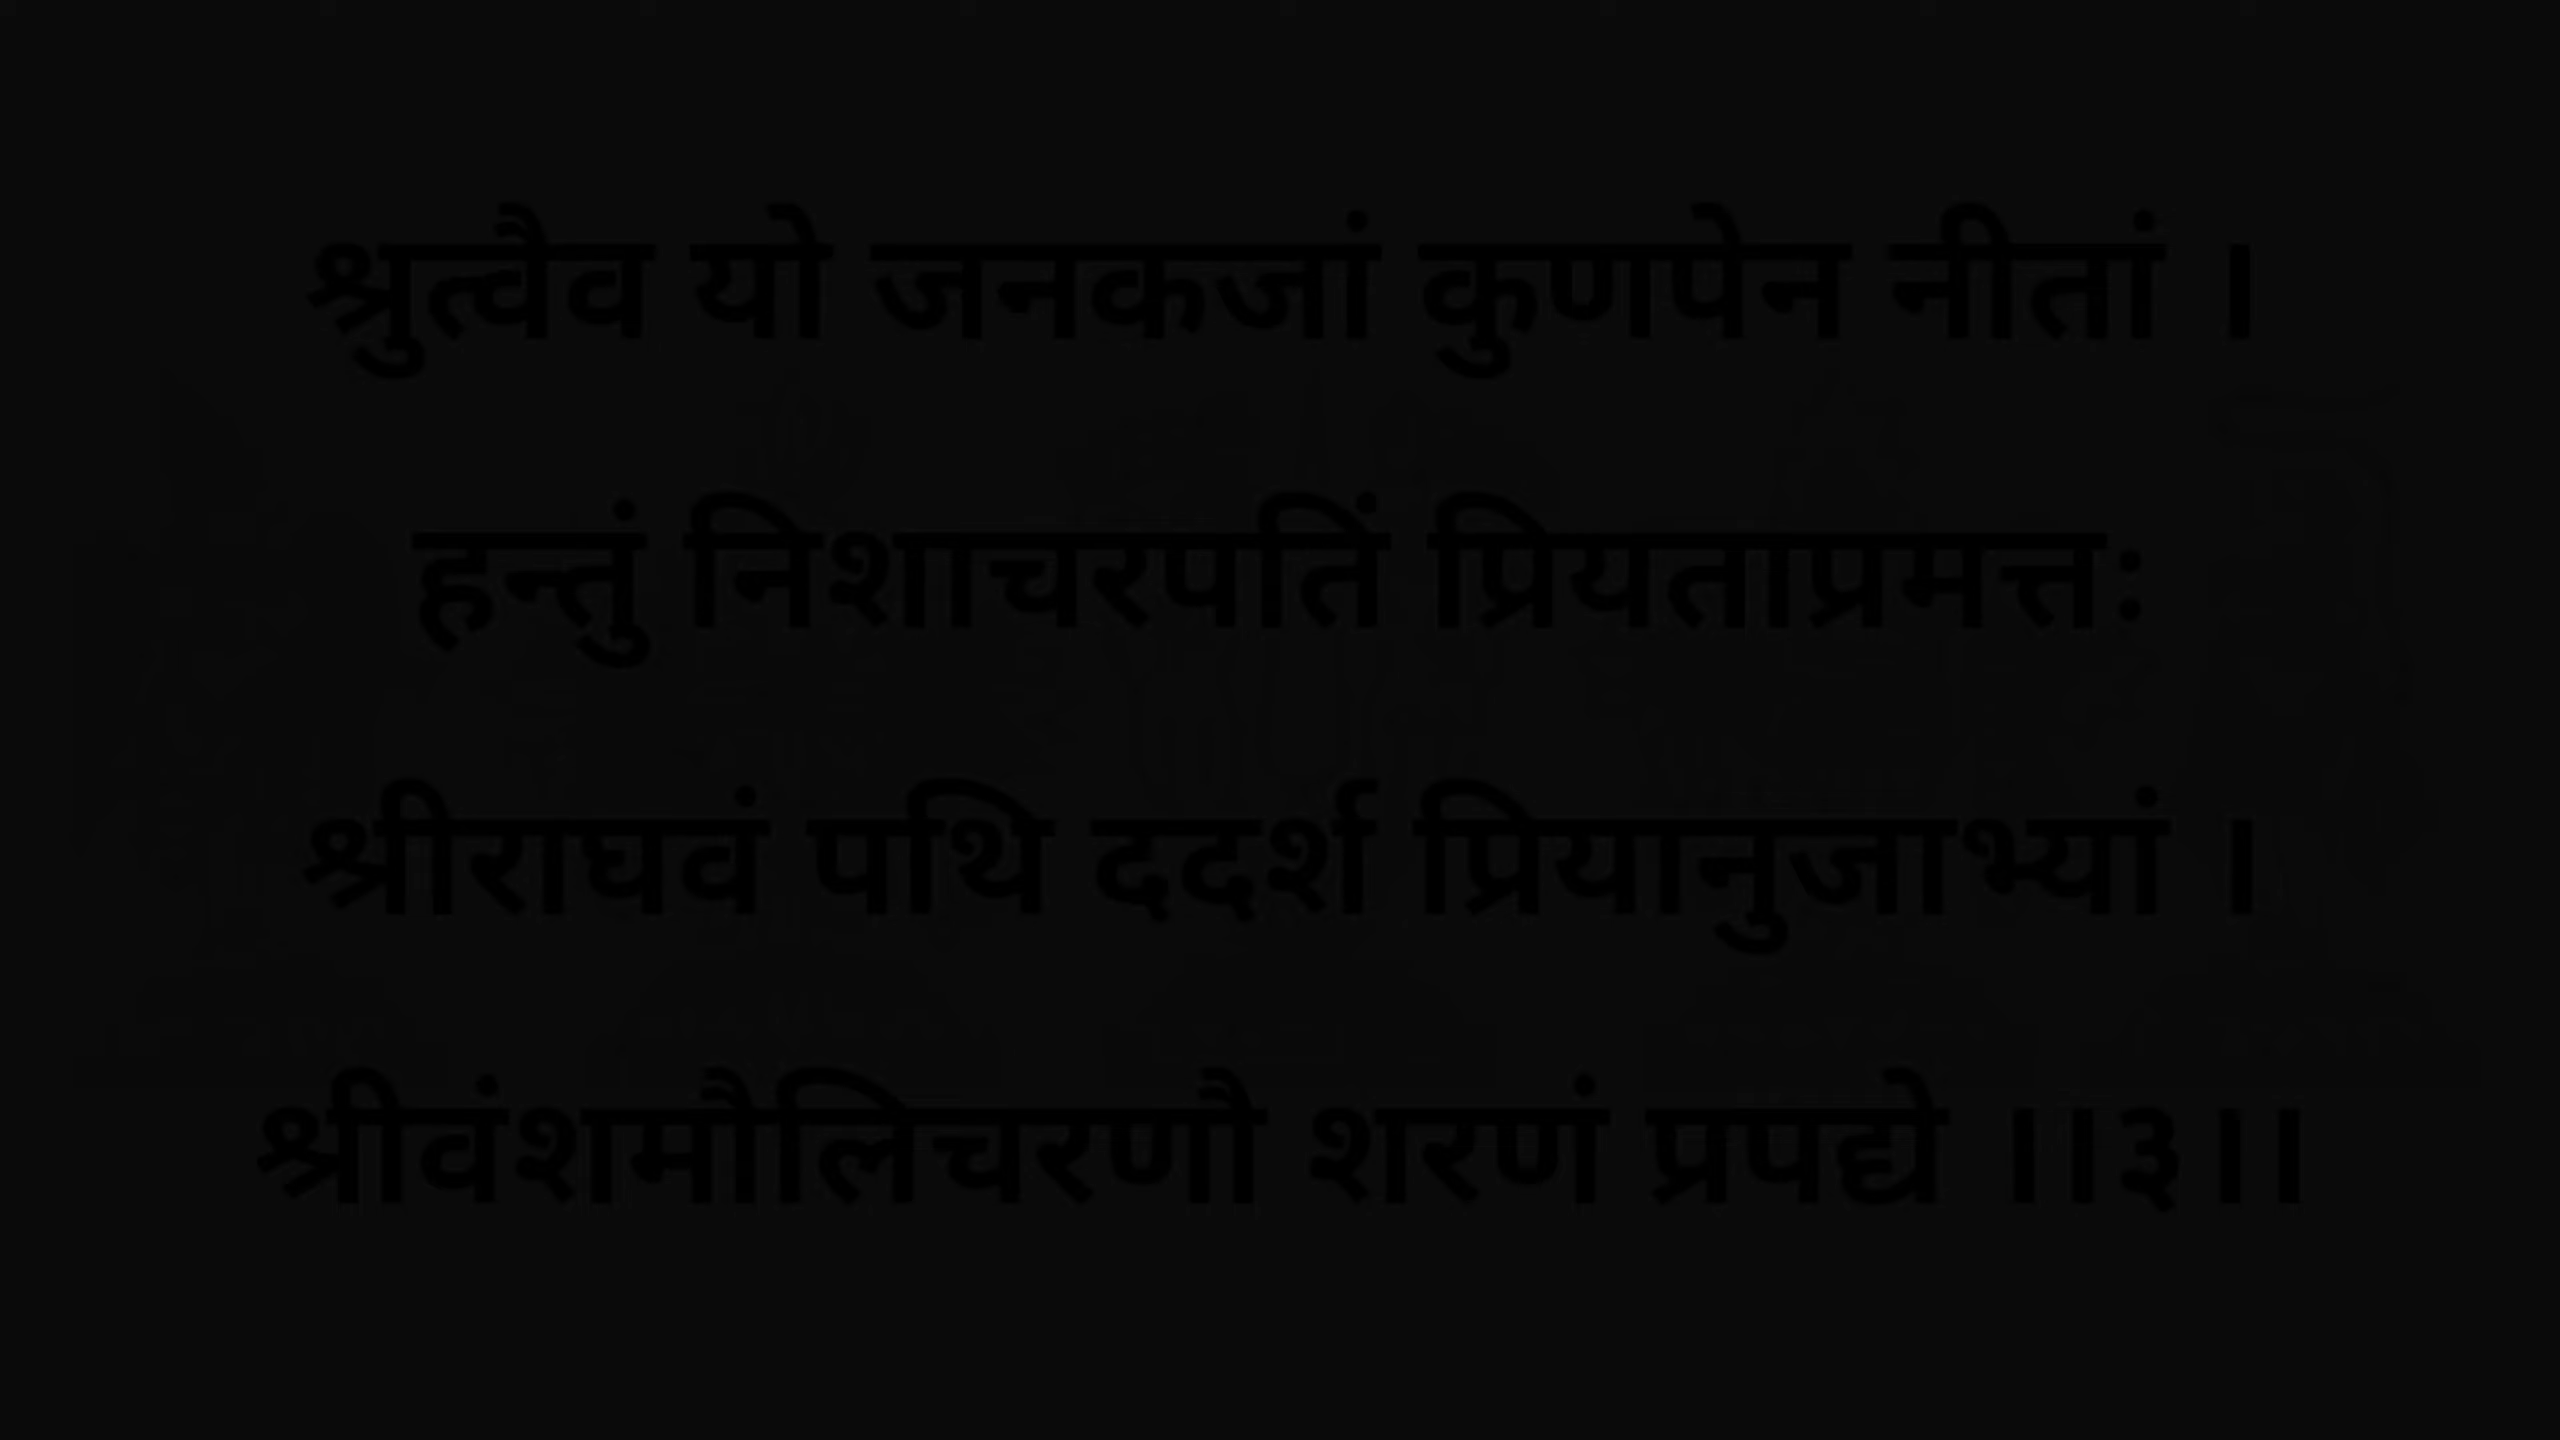 श्रुत्वैव यो जनकजां कुणपेन नीतां ।
हन्तुं निशाचरपतिं प्रियताप्रमत्तः
श्रीराघवं पथि ददर्श प्रियानुजाभ्यां ।
श्रीवंशमौलिचरणौ शरणं प्रपद्ये ।।३।।